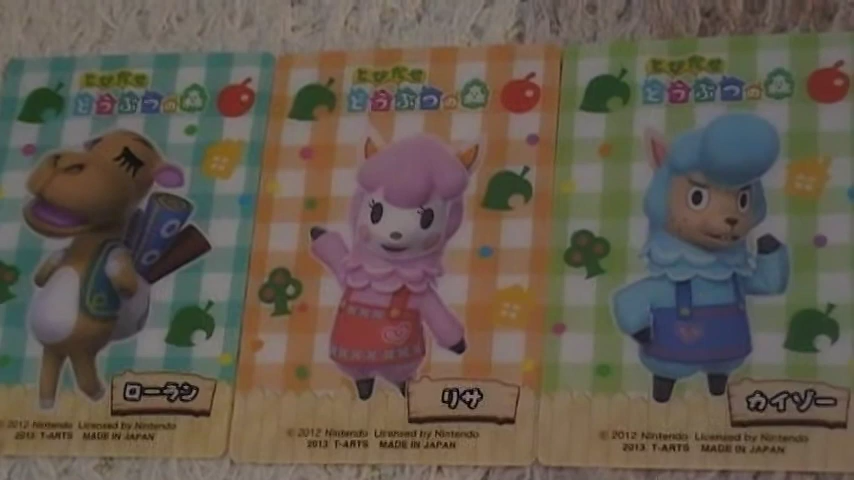 とびだせ
どうぶつの森
ローラン
© 2012 Nintendo Licensed by Nintendo
2013 T-ARTS MADE IN JAPAN
とびだせ
どうぶつの森
リサ
© 2012 Nintendo Licensed by Nintendo
2013 T-ARTS MADE IN JAPAN
とびだせ
どうぶつの森
カイゾー
© 2012 Nintendo Licensed by Nintendo
2013 T-ARTS MADE IN JAPAN